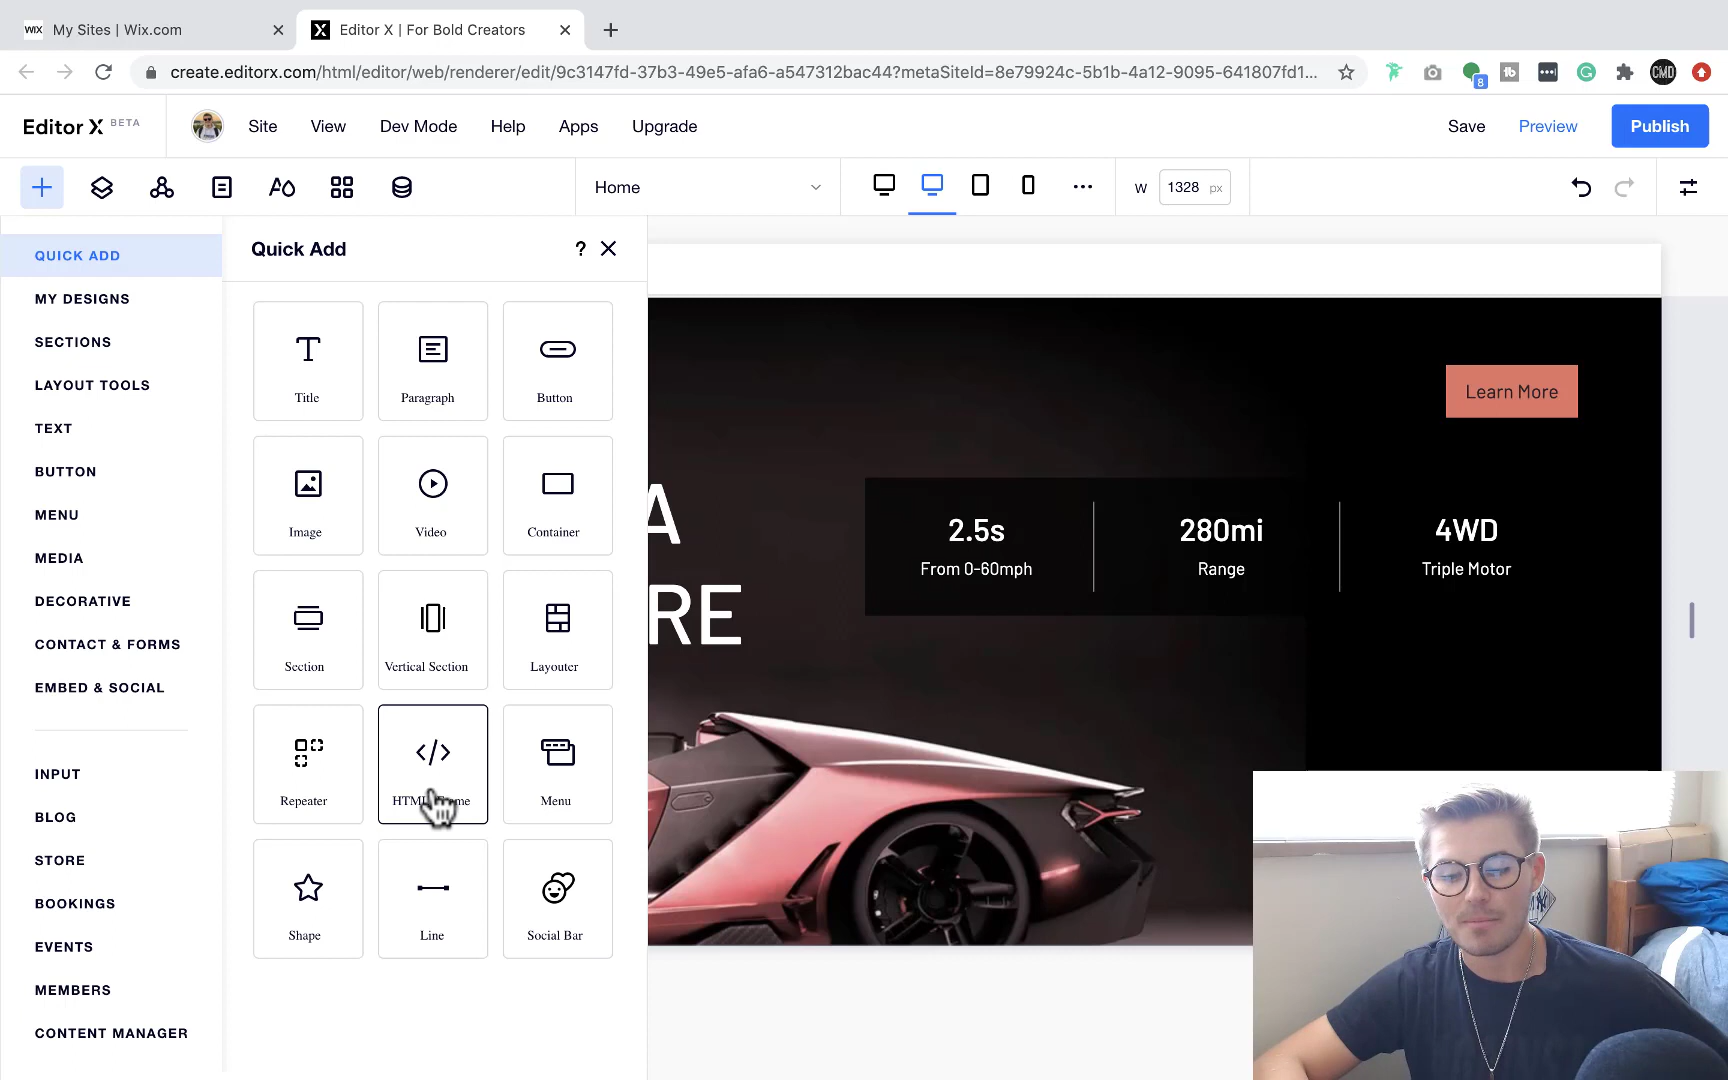 WIX My Sites | Wix.com
X Editor X | For Bold Creators
create.editorx.com/html/editor/web/renderer/edit/9c3147fd-37b3-49e5-afa6-a547312bac44?metaSiteId=8e79924c-5b1b-4a12-9095-641807fd1...
8
tb
G
CMD
Editor X BETA
Site
View
Dev Mode
Help
Apps
Upgrade
Save
Preview
Publish
Home
W 1328 px
QUICK ADD
MY DESIGNS
SECTIONS
LAYOUT TOOLS
TEXT
BUTTON
MENU
MEDIA
DECORATIVE
CONTACT & FORMS
EMBED & SOCIAL
INPUT
BLOG
STORE
BOOKINGS
EVENTS
MEMBERS
CONTENT MANAGER
Quick Add ?
Title
Paragraph
Button
Image
Video
Container
Section
Vertical Section
Layouter
Repeater
Menu
Shape
Line
Social Bar
Learn More
A
RE
2.5s
From 0-60mph
280mi
Range
4WD
Triple Motor